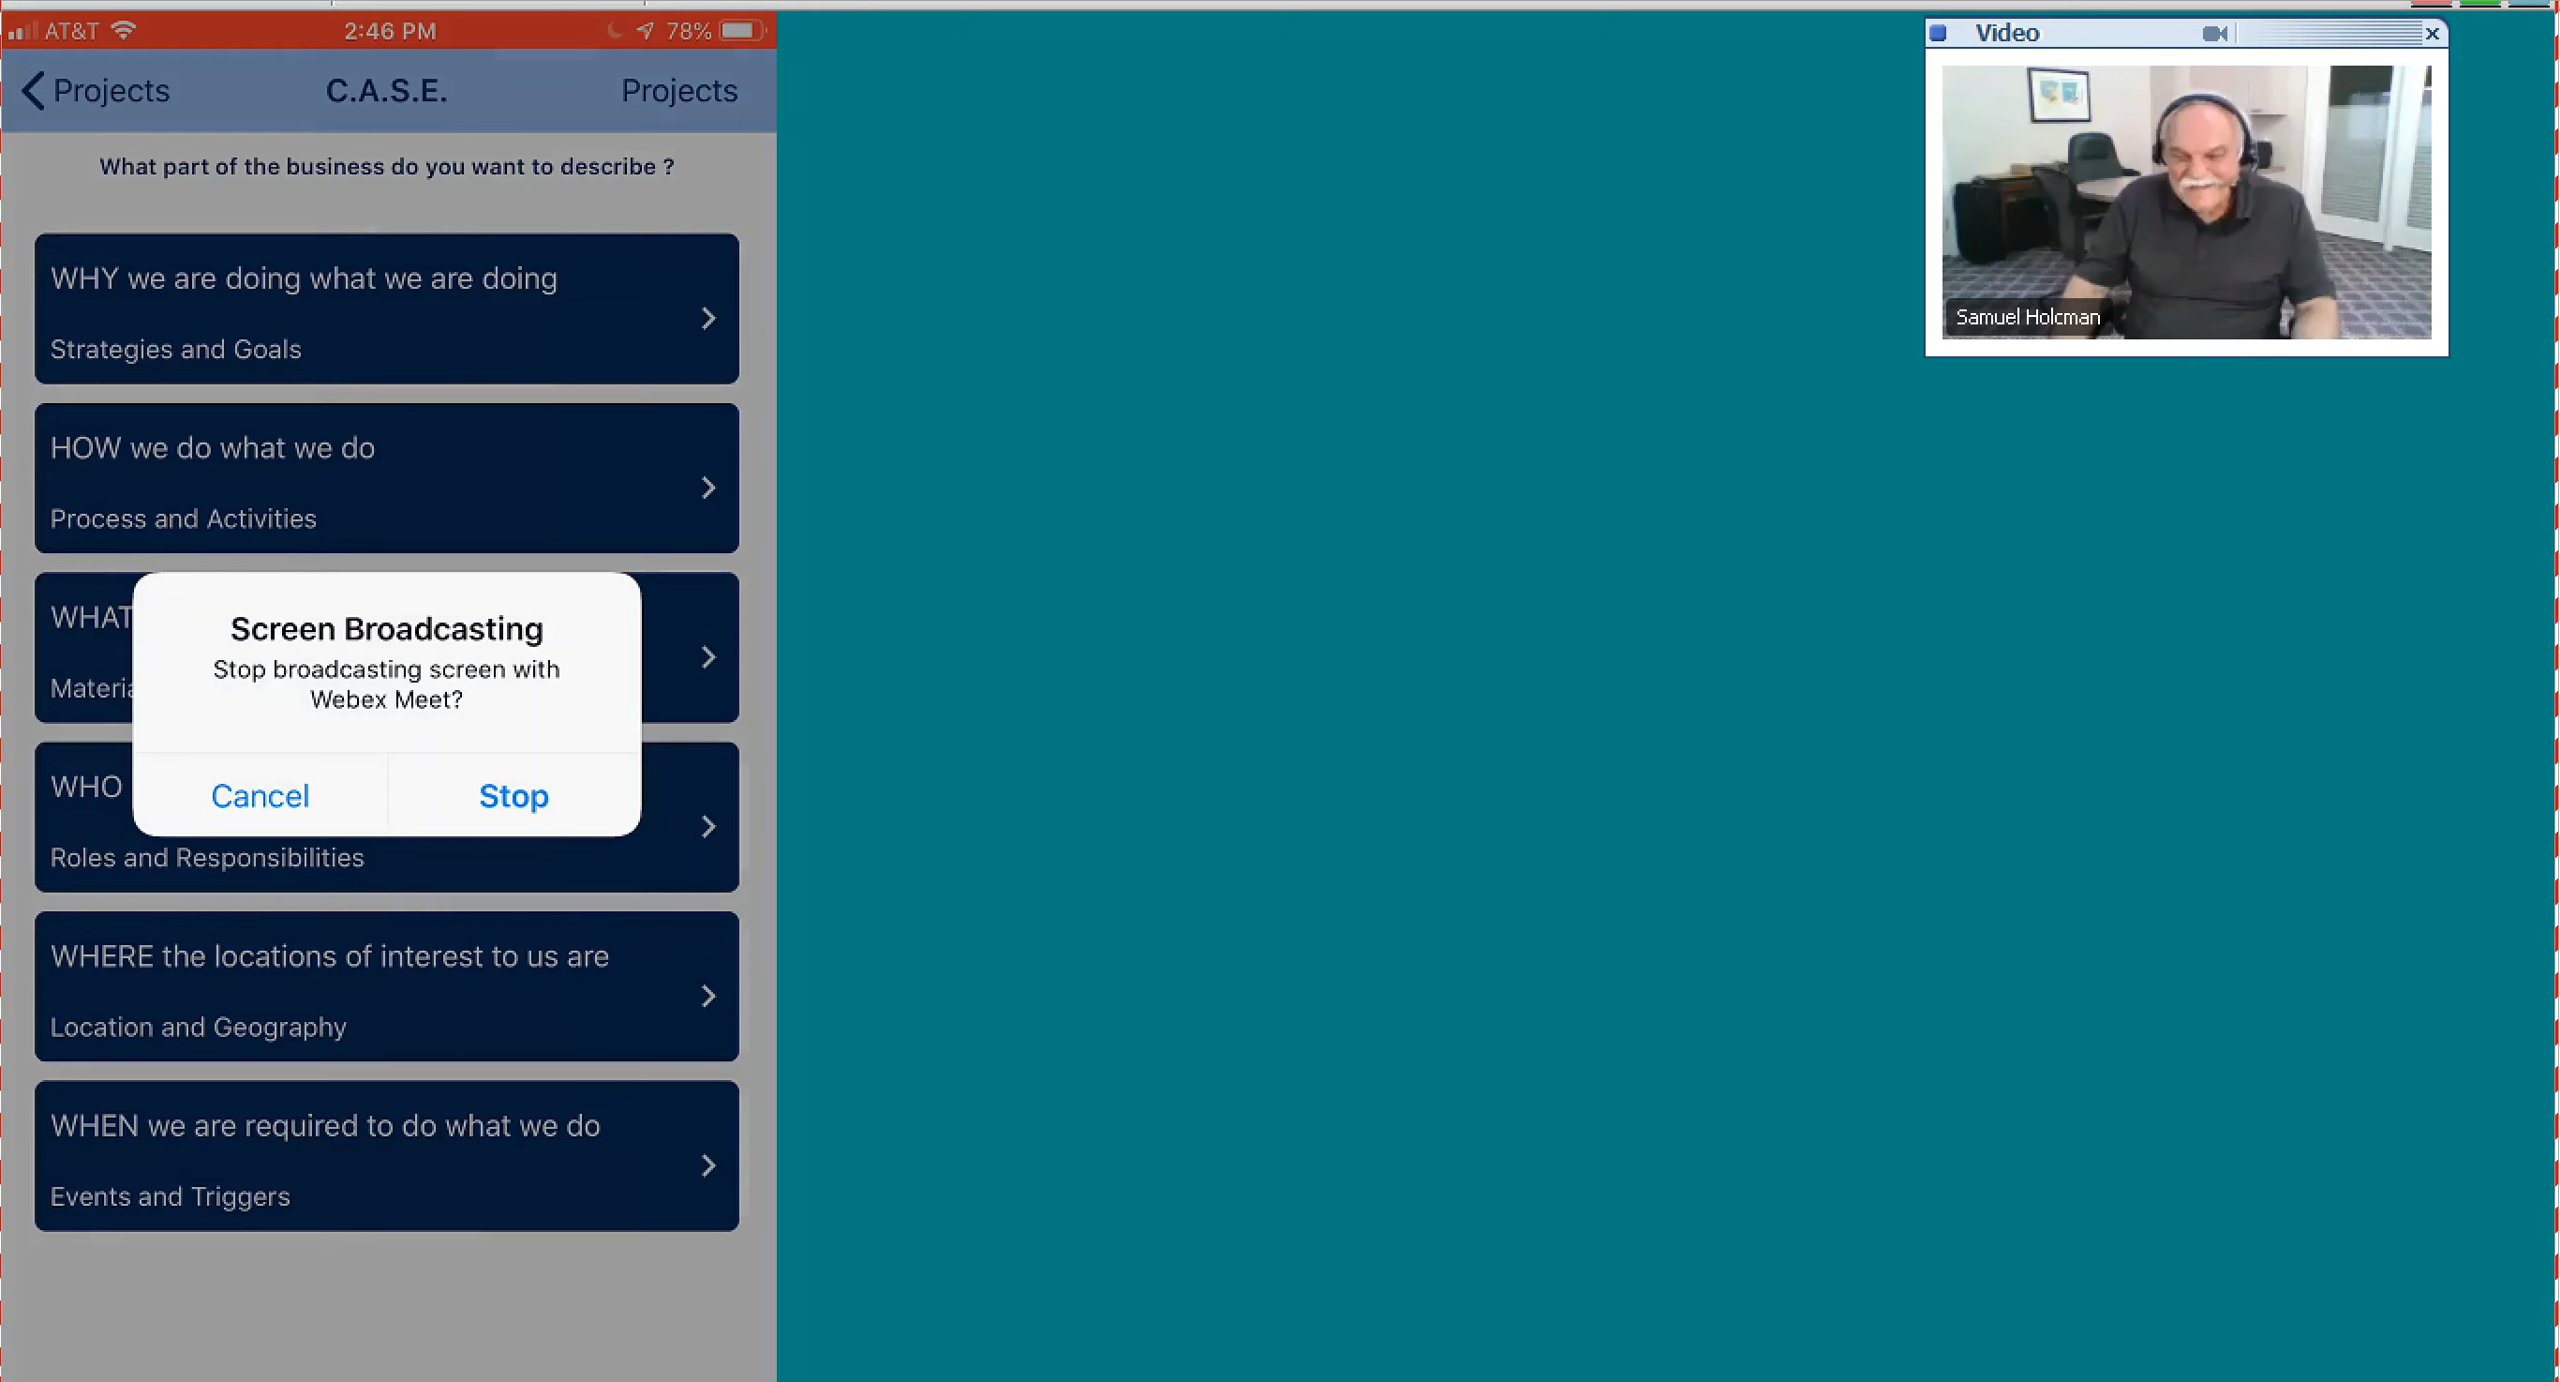 AT&T 2:46 PM 78%
Projects C.A.S.E. Projects
What part of the business do you want to describe ?
WHY we are doing what we are doing
Strategies and Goals
HOW we do what we do
Process and Activities
WHAT
Materia
Screen Broadcasting
Stop broadcasting screen with
Webex Meet?
Cancel Stop
WHO
Roles and Responsibilities
WHERE the locations of interest to us are
Location and Geography
WHEN we are required to do what we do
Events and Triggers
Video
Samuel Holcman